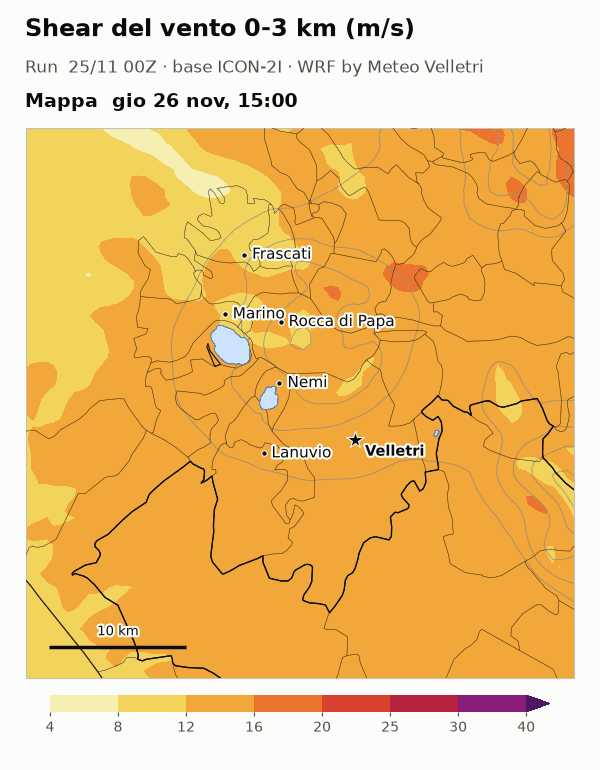 Shear del vento 0-3 km (m/s)
Run  25/11 00Z · base ICON-2I · WRF by Meteo Velletri
Mappa  gio 26 nov, 15:00
Frascati
Marino
Rocca di Papa
Nemi
Velletri
Lanuvio
10 km
4 8 12 16 20 25 30 40